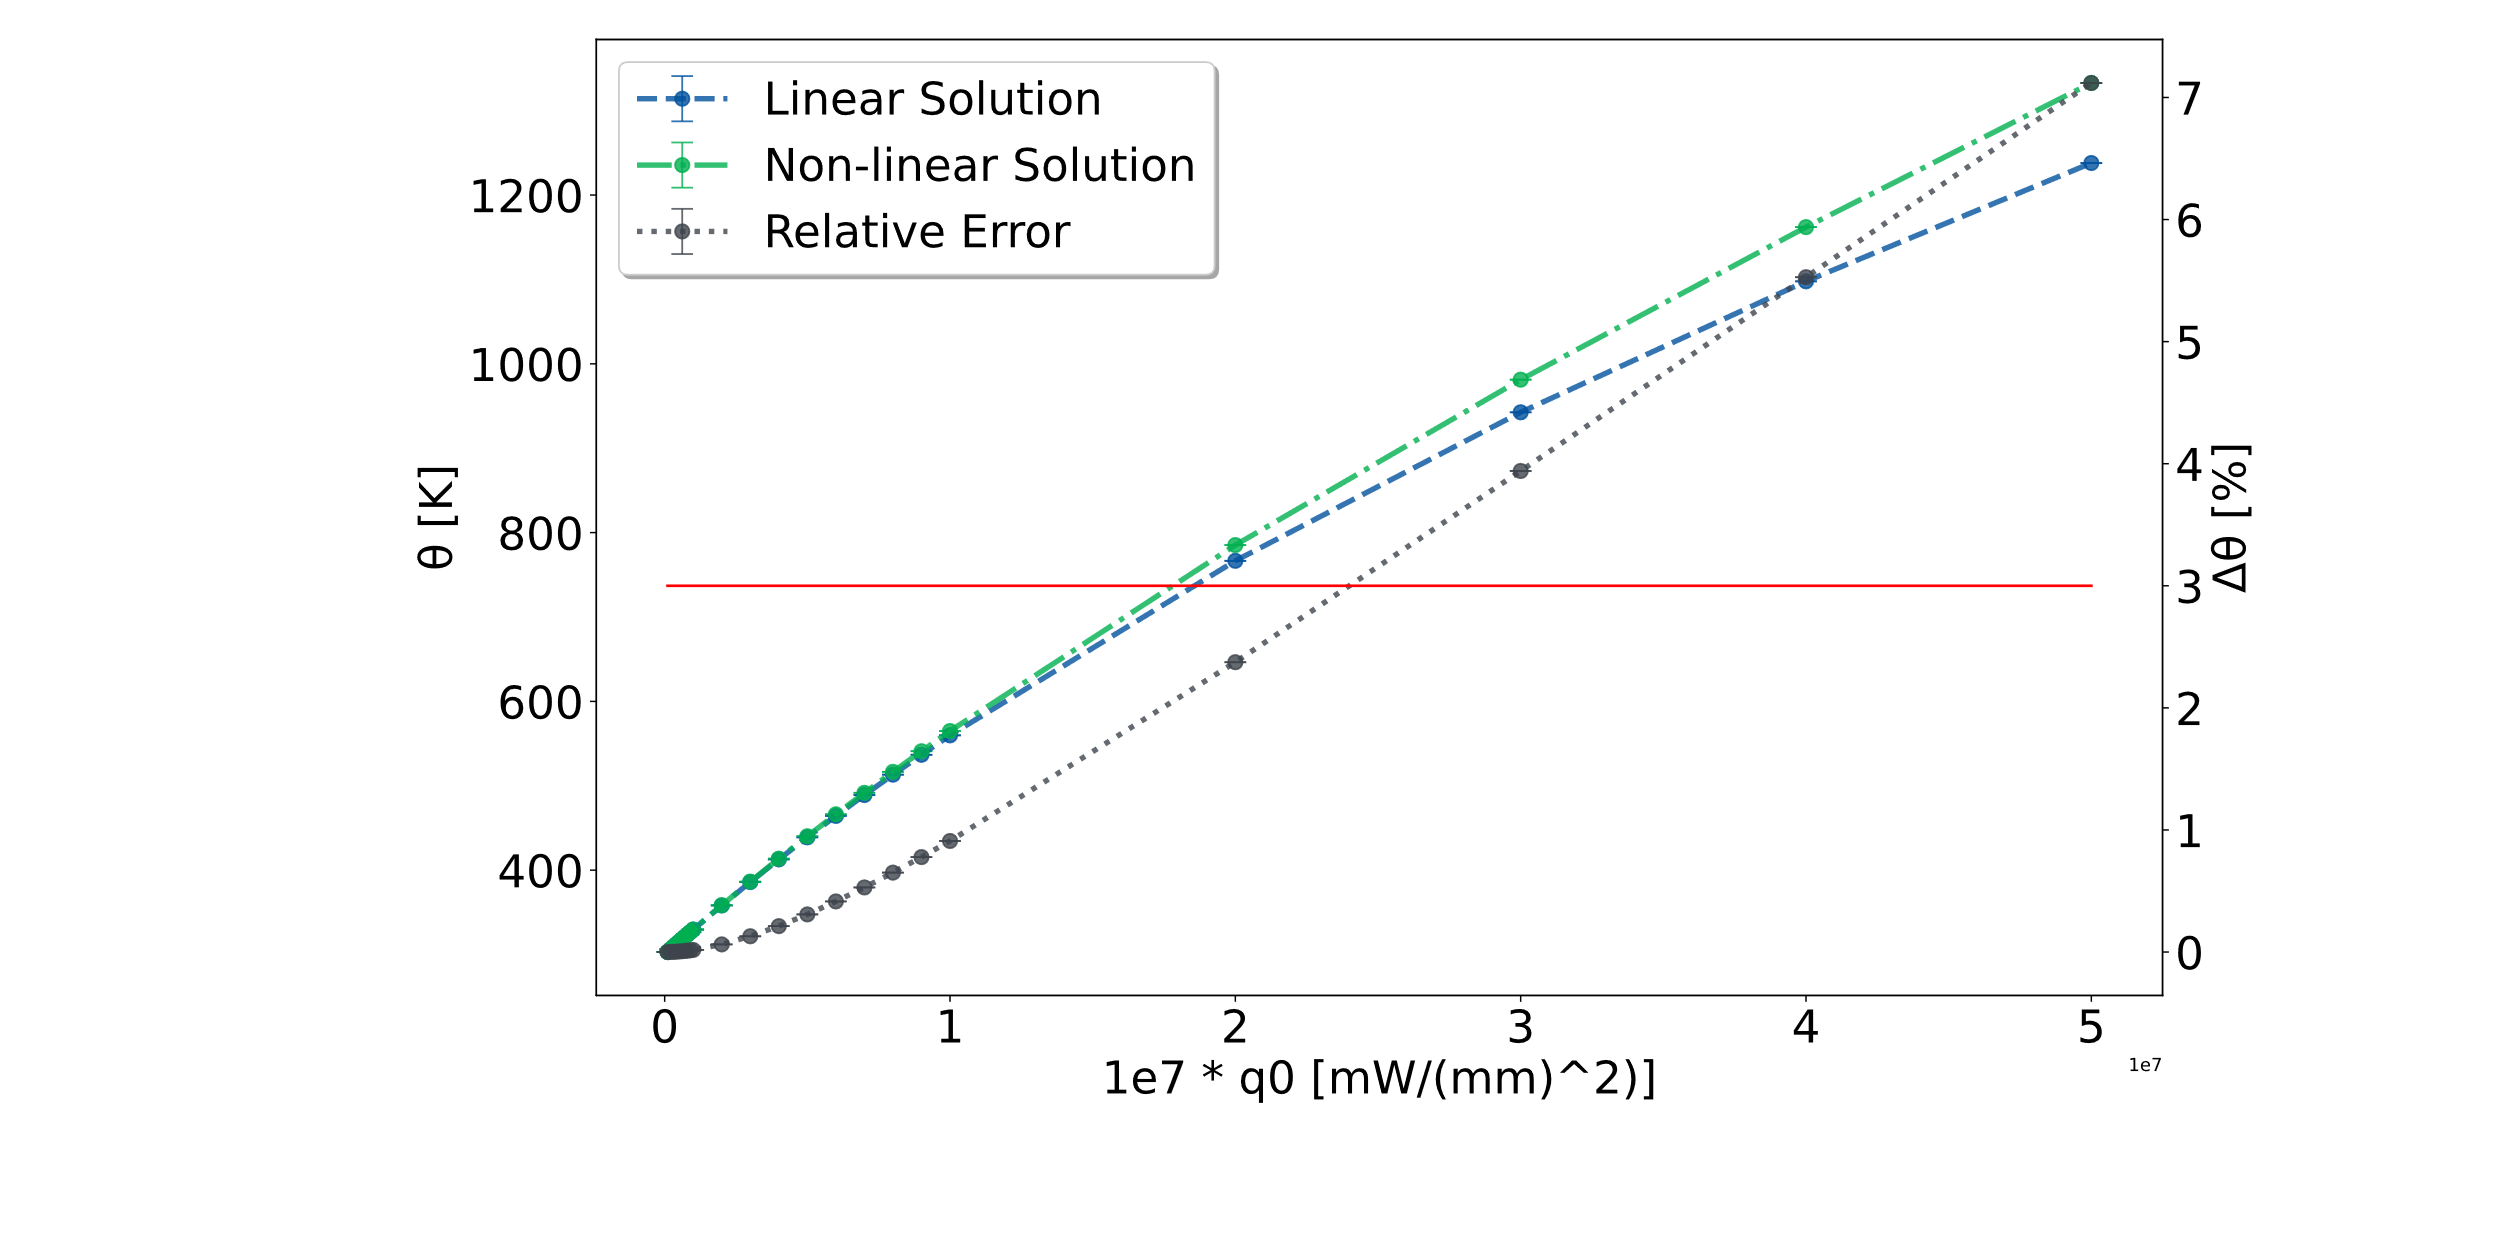 Linear Solution
Non-linear Solution
Relative Error
1200
1000
800
600
400
θ [K]
7
6
5
4
3
2
1
0
Δθ [%]
0 1 2 3 4 5
1e7 * q0 [mW/(mm)^2)]
1e7